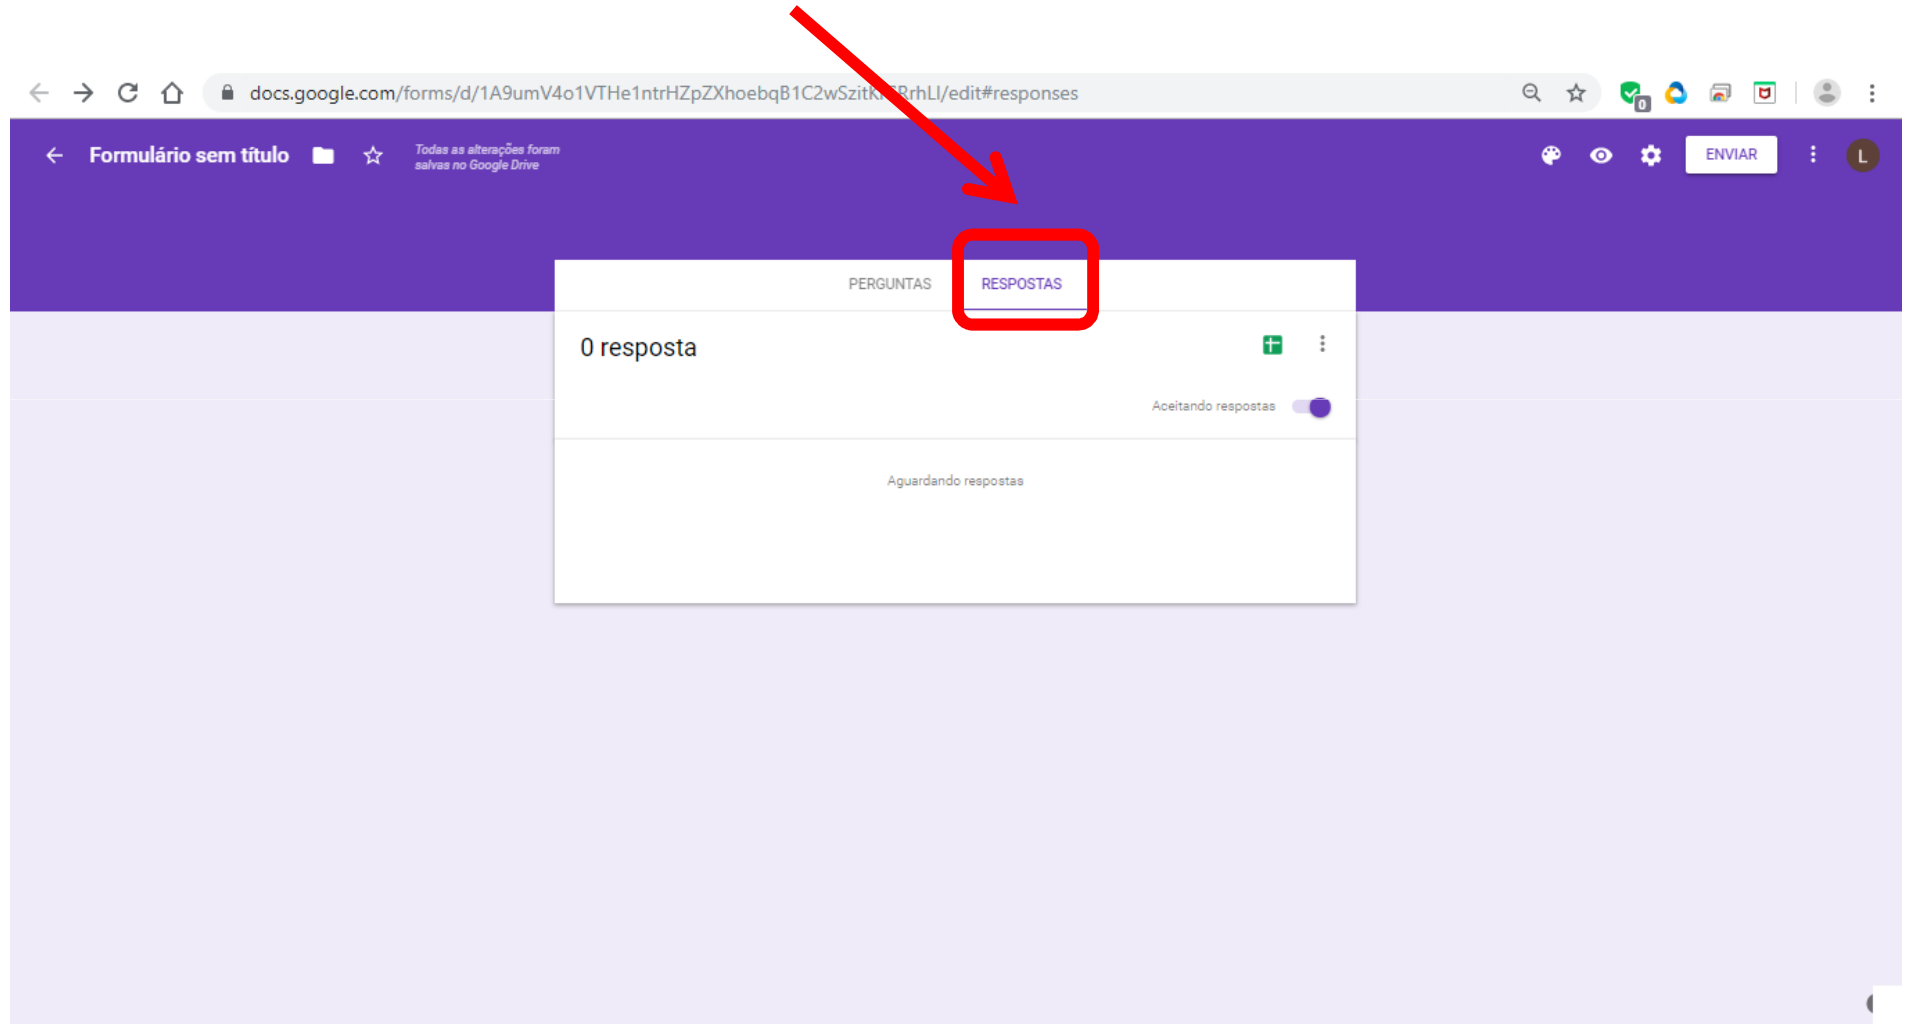 docs.google.com/forms/d/1A9umV4o1VTHe1ntrHZpZXhoebqB1C2wSzitK RrhLI/edit#responses
0
Formulário sem título
Todas as alterações foram
salvas no Google Drive
ENVIAR
L
PERGUNTAS RESPOSTAS
0 resposta
Aceitando respostas
Aguardando respostas